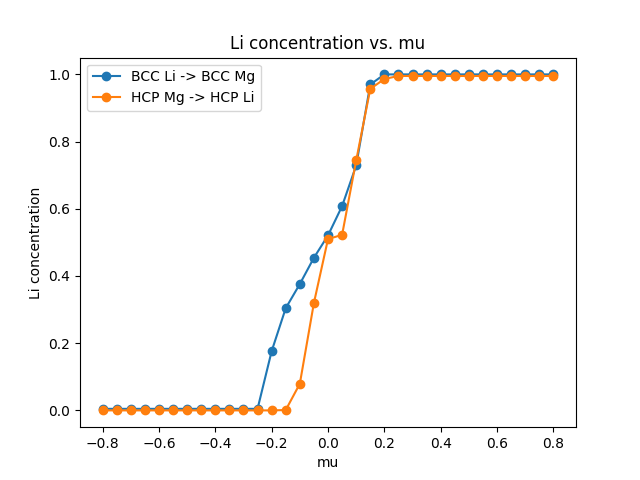 Li concentration vs. mu
BCC Li -> BCC Mg
HCP Mg -> HCP Li
Li concentration
1.0
0.8
0.6
0.4
0.2
0.0
−0.8 −0.6 −0.4 −0.2 0.0 0.2 0.4 0.6 0.8
mu